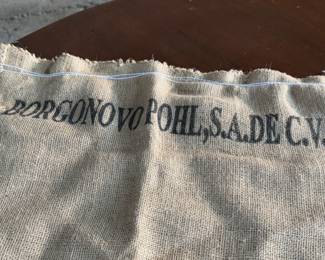 BORGONOVO POHL, S.A. DE C.V.